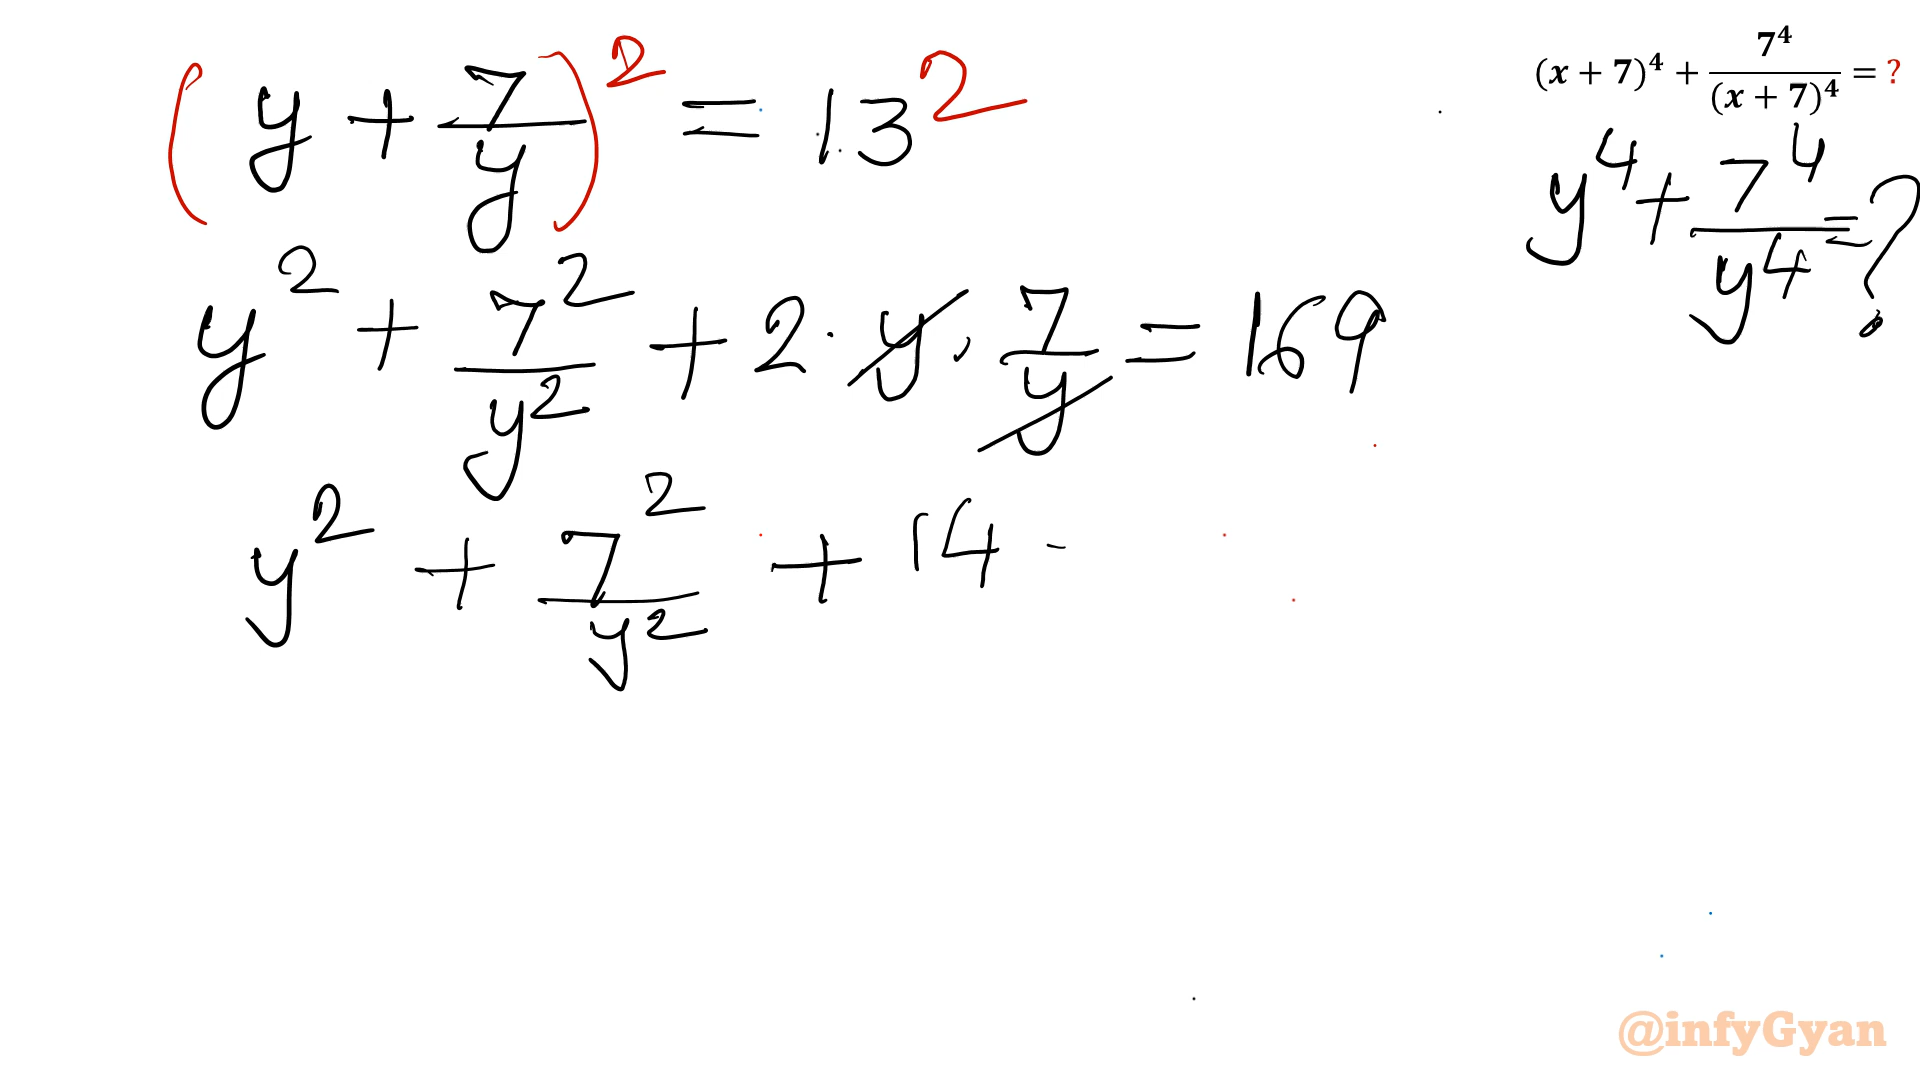 (y + 7/y)² = 13²
(x + 7)⁴ + 7⁴/(x + 7)⁴ = ?
y⁴ + 7⁴/y⁴ = ?
y² + 7²/y² + 2 · y · 7/y = 169
y² + 7²/y² + 14 -
@infyGyan